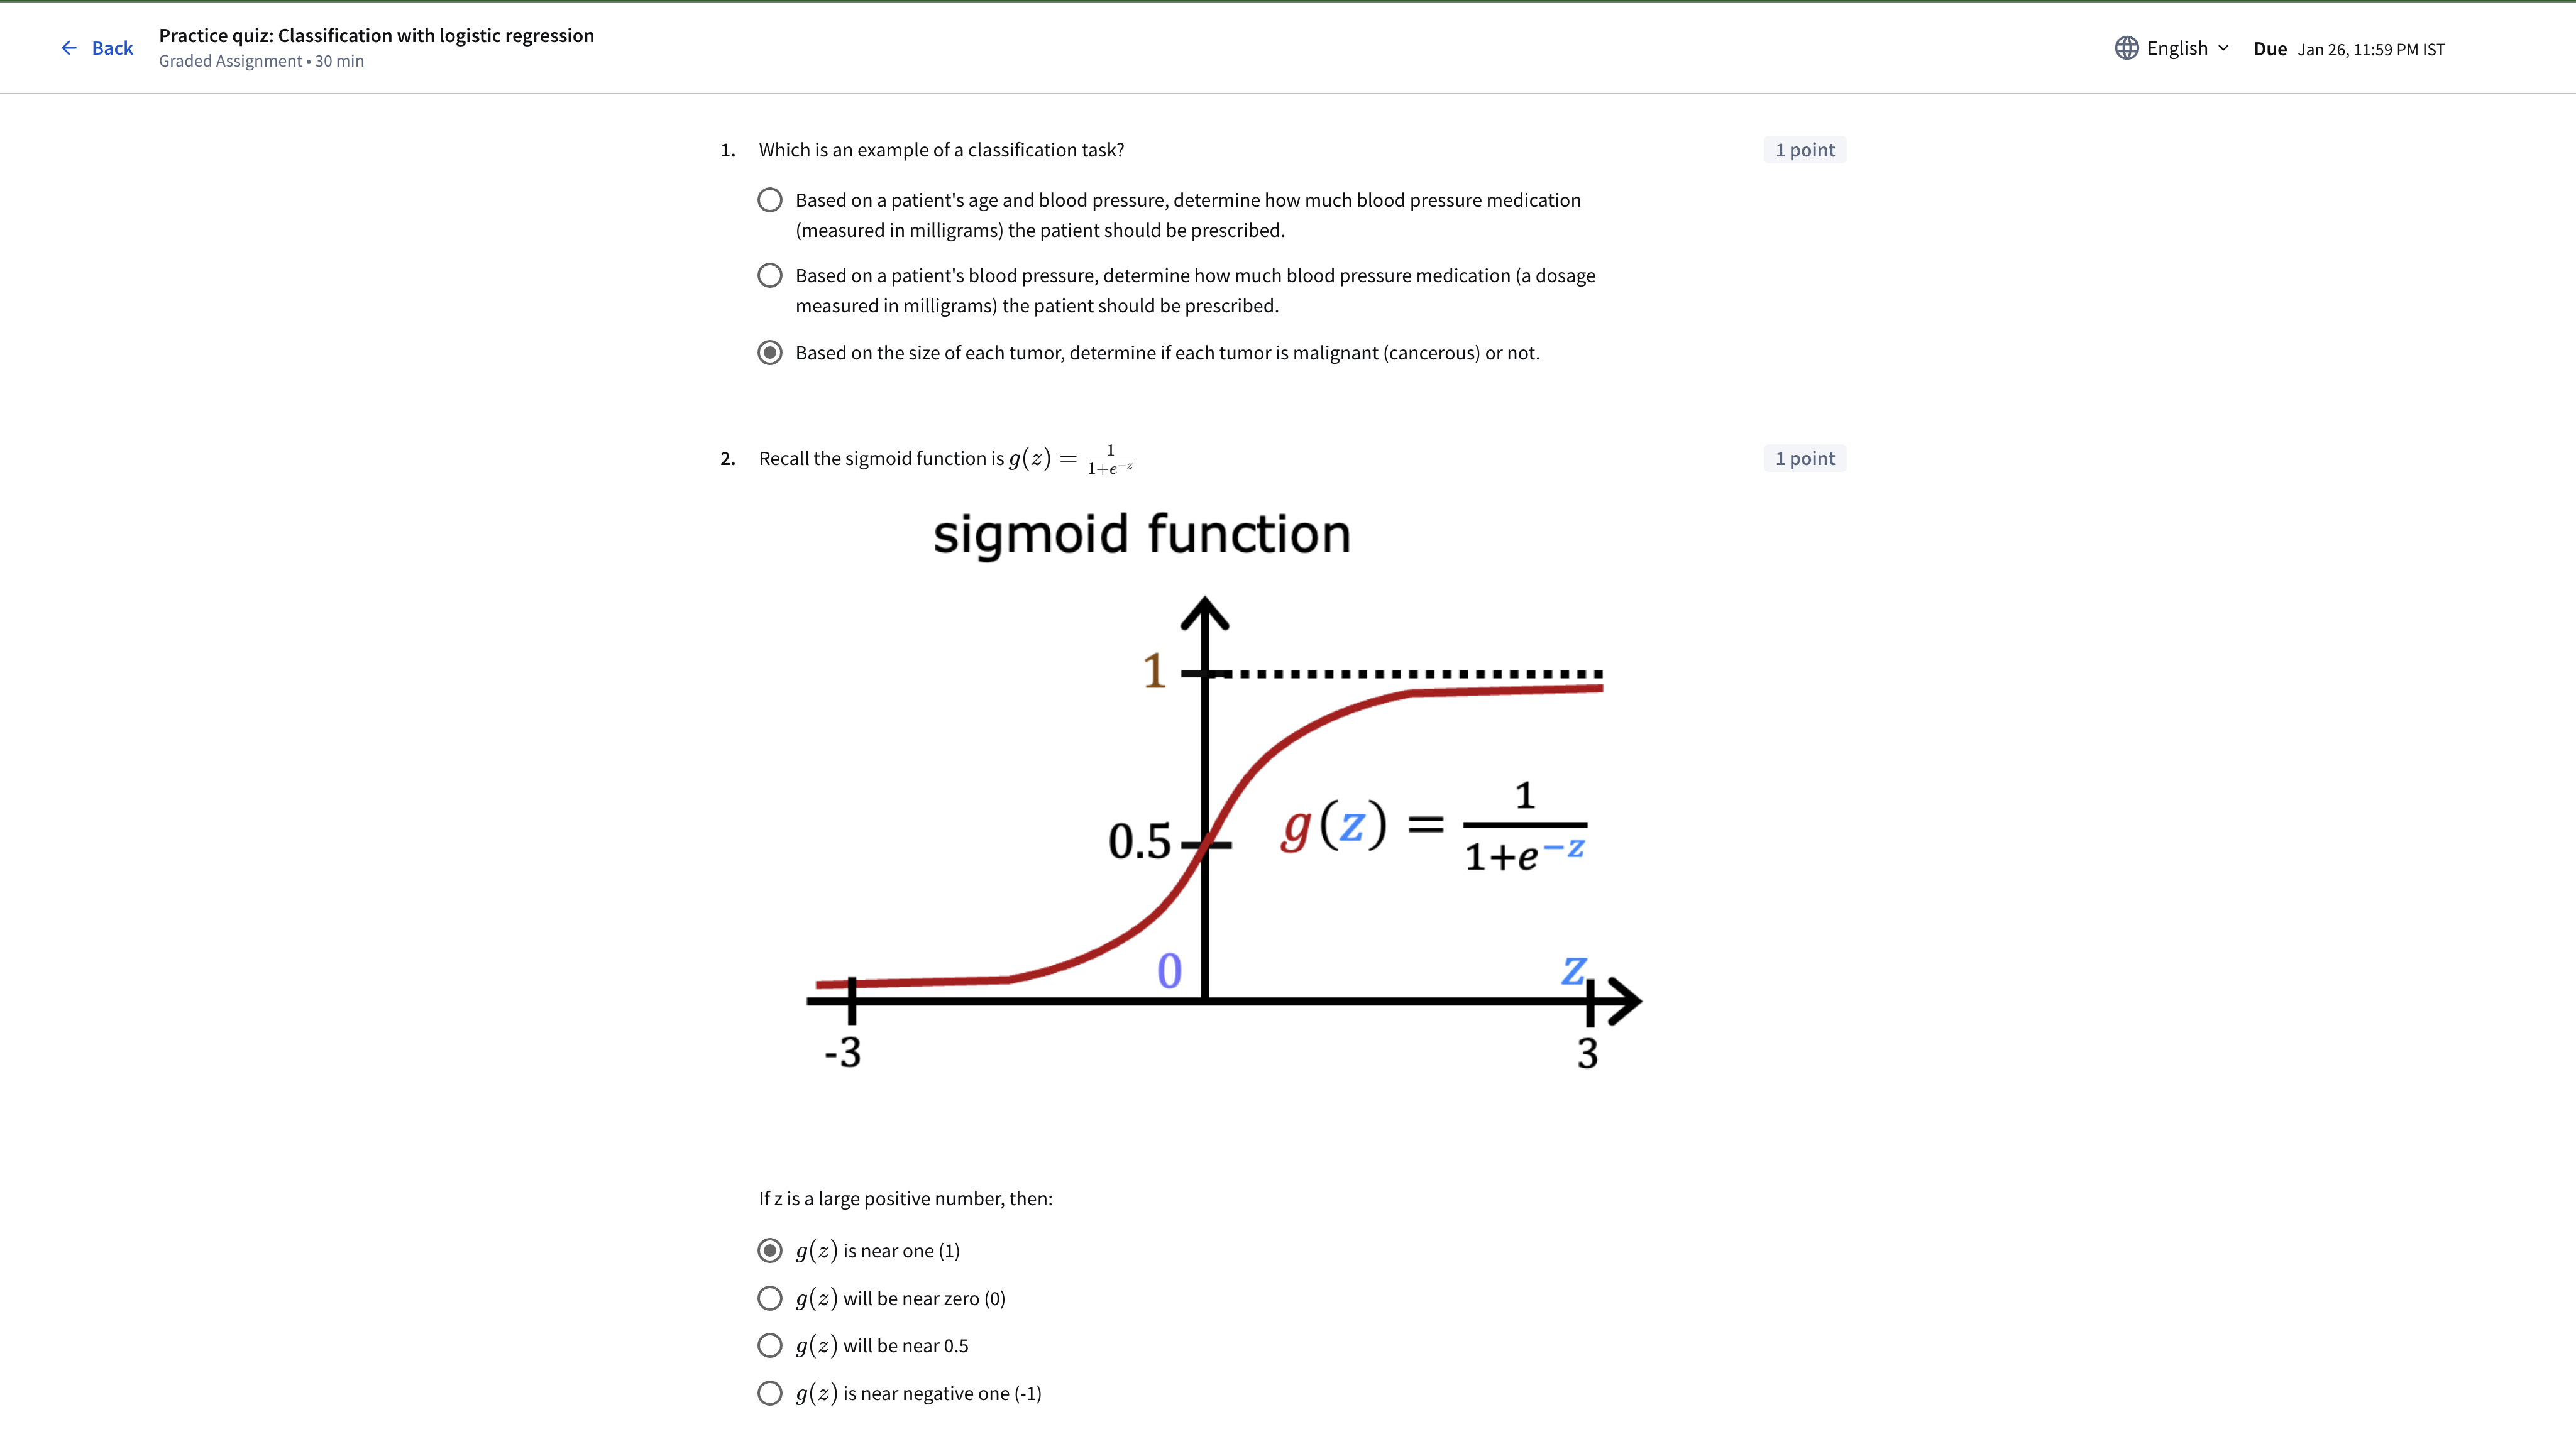 Back
Practice quiz: Classification with logistic regression
Graded Assignment • 30 min
English
Due Jan 26, 11:59 PM IST
1. Which is an example of a classification task?
1 point
Based on a patient's age and blood pressure, determine how much blood pressure medication
(measured in milligrams) the patient should be prescribed.
Based on a patient's blood pressure, determine how much blood pressure medication (a dosage
measured in milligrams) the patient should be prescribed.
Based on the size of each tumor, determine if each tumor is malignant (cancerous) or not.
2. Recall the sigmoid function is g(z) = 1/(1+e^{-z})
1 point
sigmoid function
1
0.5
g(z) = 1/(1+e^{-z})
0
z
-3
3
If z is a large positive number, then:
g(z) is near one (1)
g(z) will be near zero (0)
g(z) will be near 0.5
g(z) is near negative one (-1)